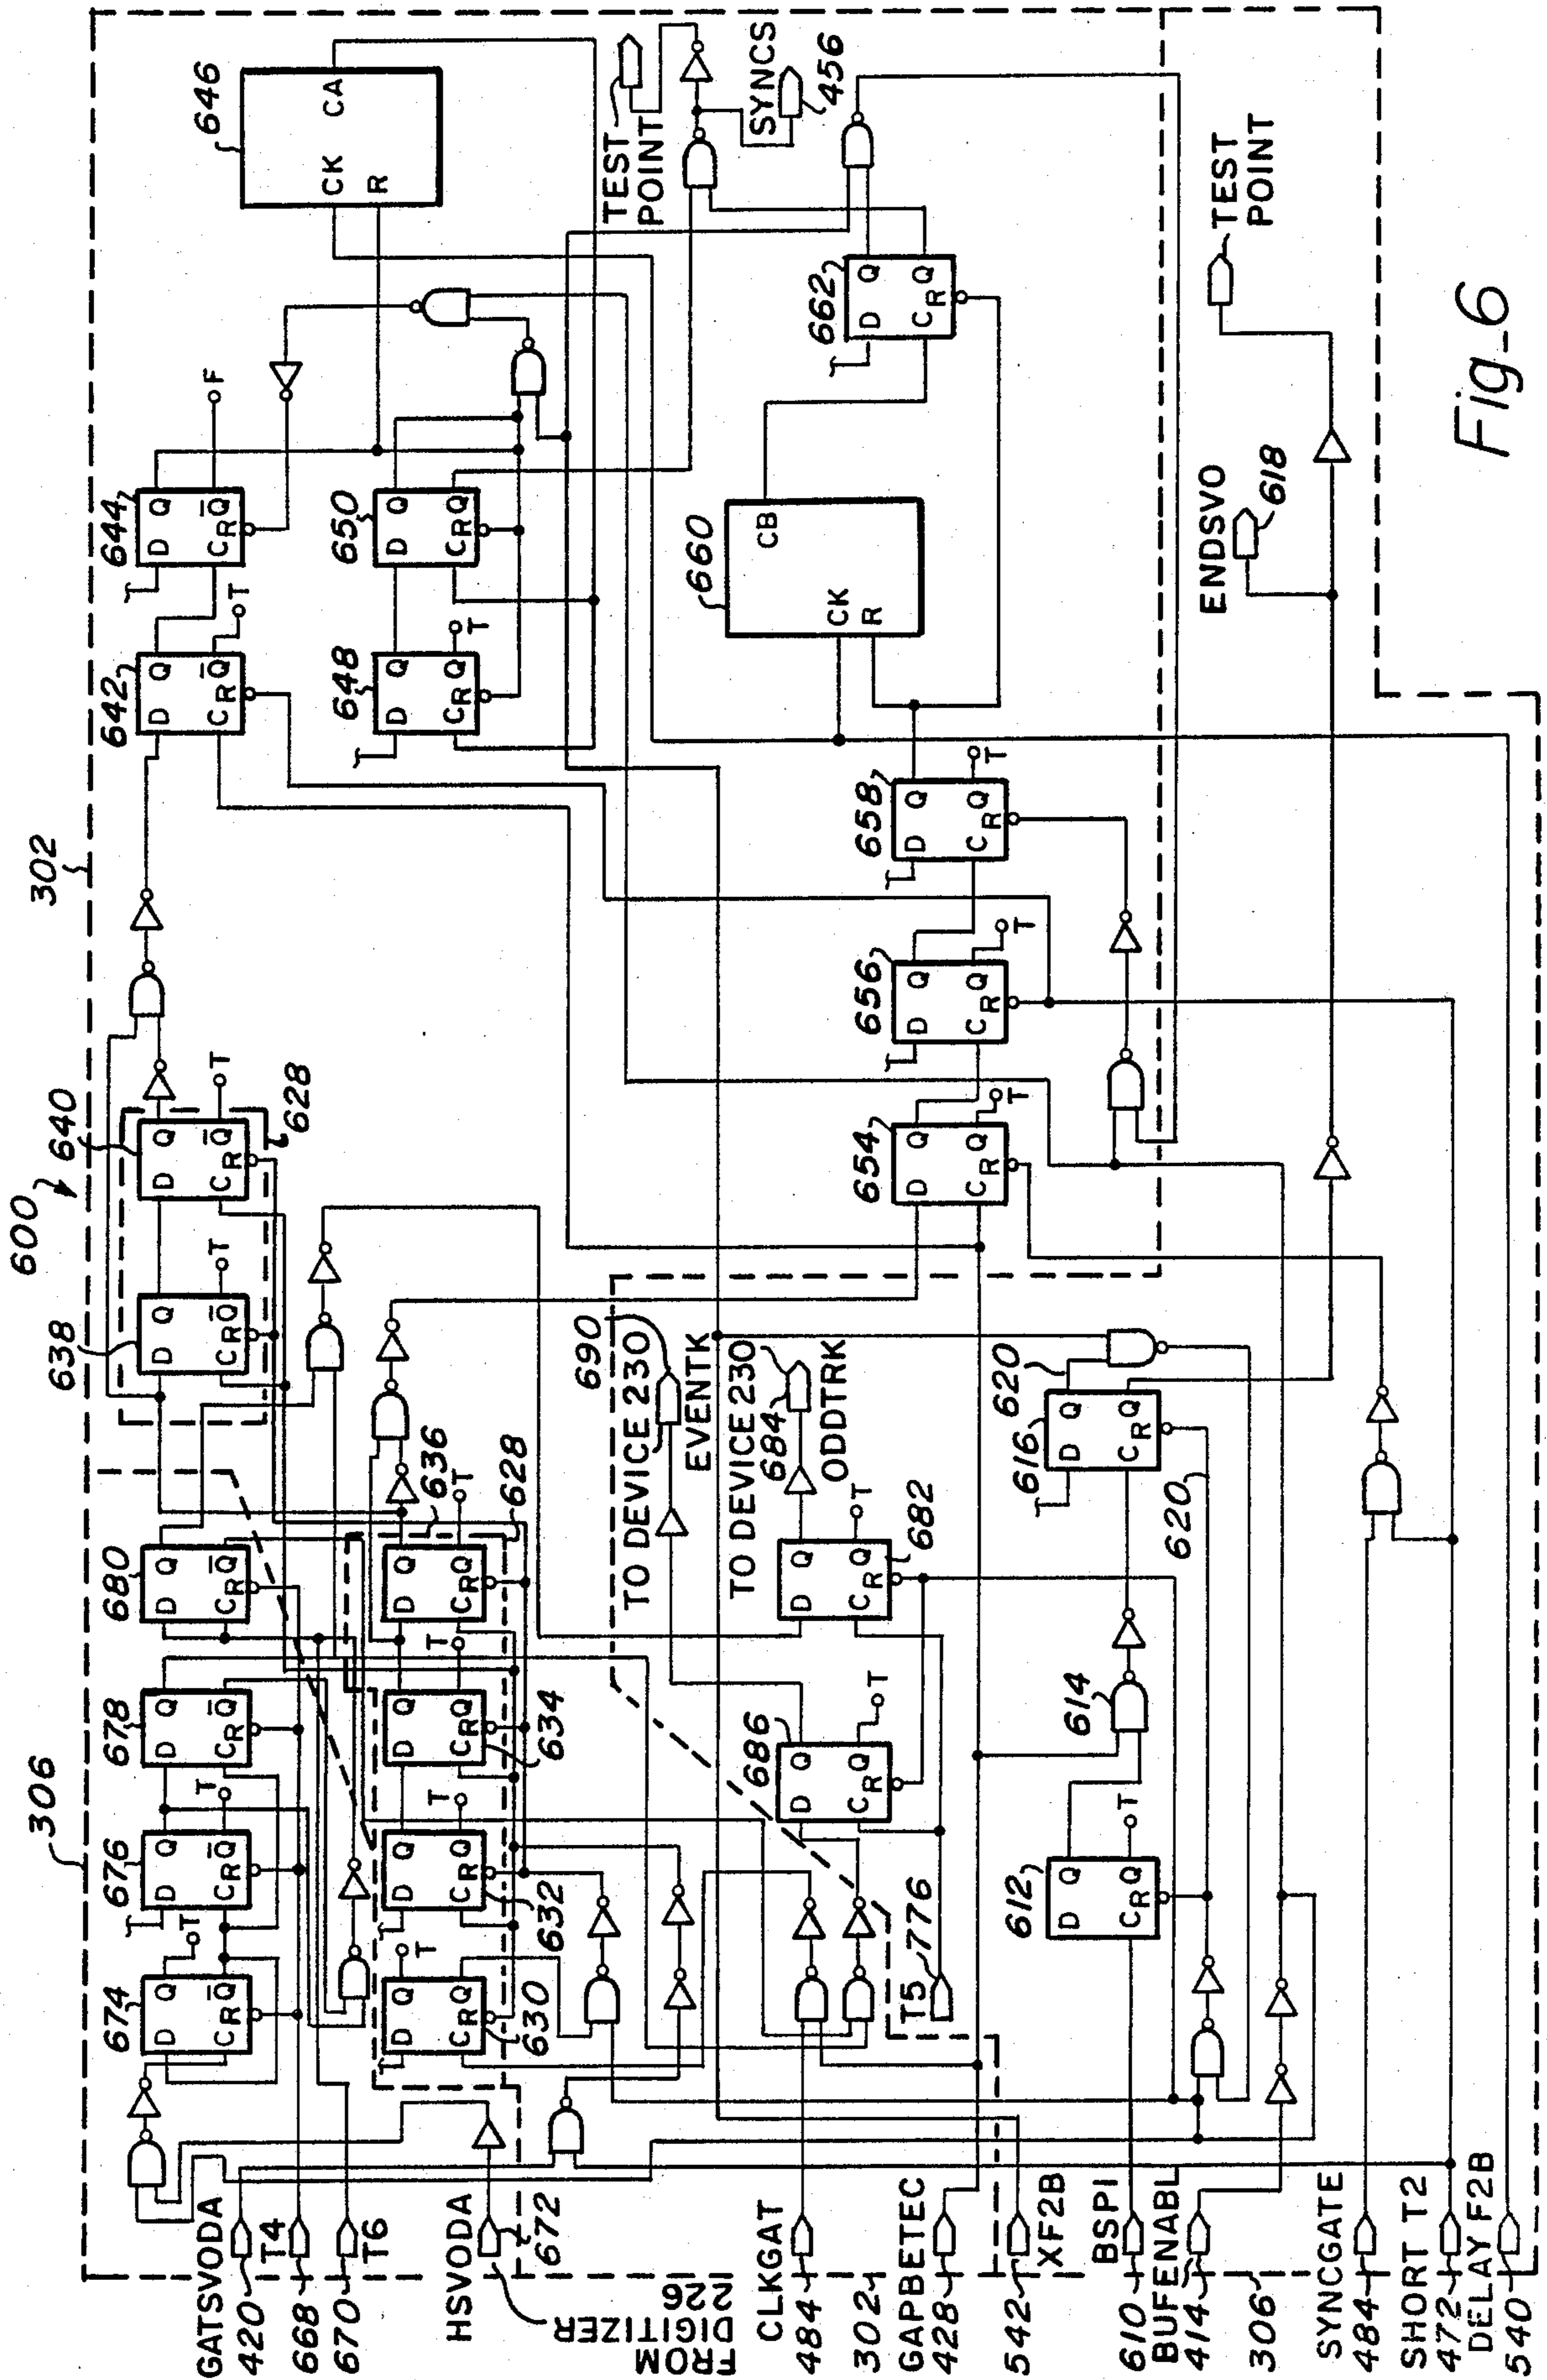 600
302
306
640
638
628
642
644
F
T
646
CK
CA
R
TEST
POINT
SYNCS
456
674
676
678
680
D Q
C R Q̄
T
648
650
630
632
634
636
628
660
CK
CB
R
662
654
656
658
690
TO DEVICE 230
EVENTK
TO DEVICE 230
684
ODDTRK
682
686
T5
776
612
614
616
620
620
ENDSVO
618
TEST
POINT
GATSVODA
420
T4
668
670
T6
HSVODA
672
FROM
DIGITIZER
226
CLKGAT
484
302
GAPBETEC
428
542
XF2B
BSPI
610
BUFENABL
414
306
SYNCGATE
484
SHORT T2
472
DELAY F2B
540
Fig_6